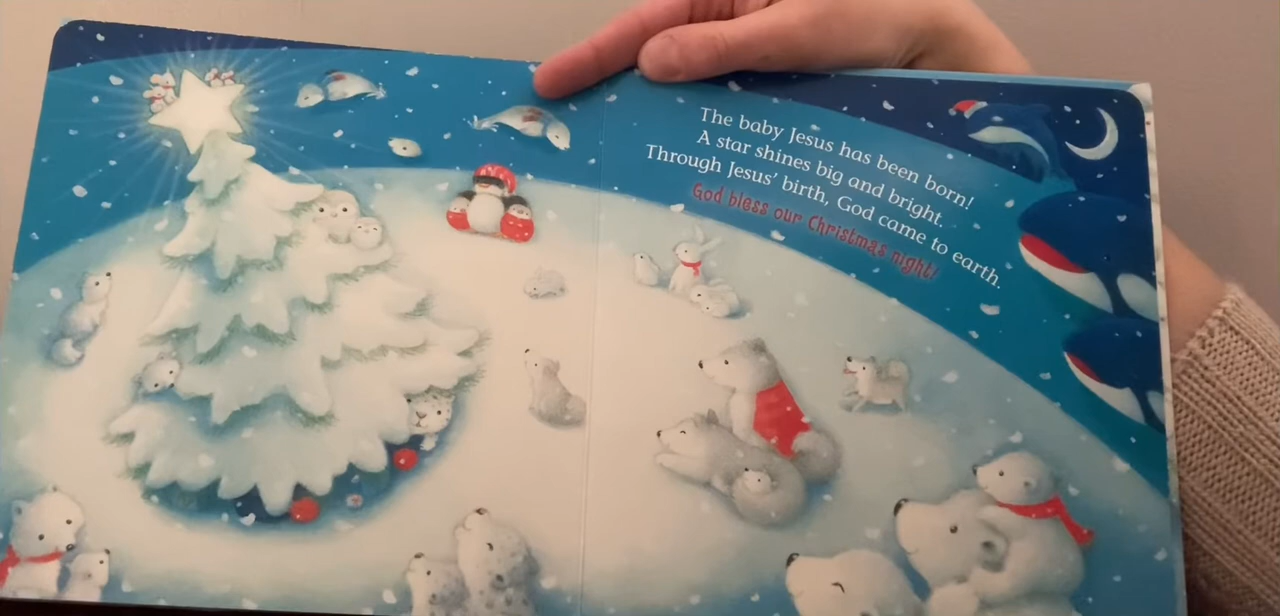 The baby Jesus has been born!
A star shines big and bright.
Through Jesus' birth, God came to earth.
God bless our Christmas night!